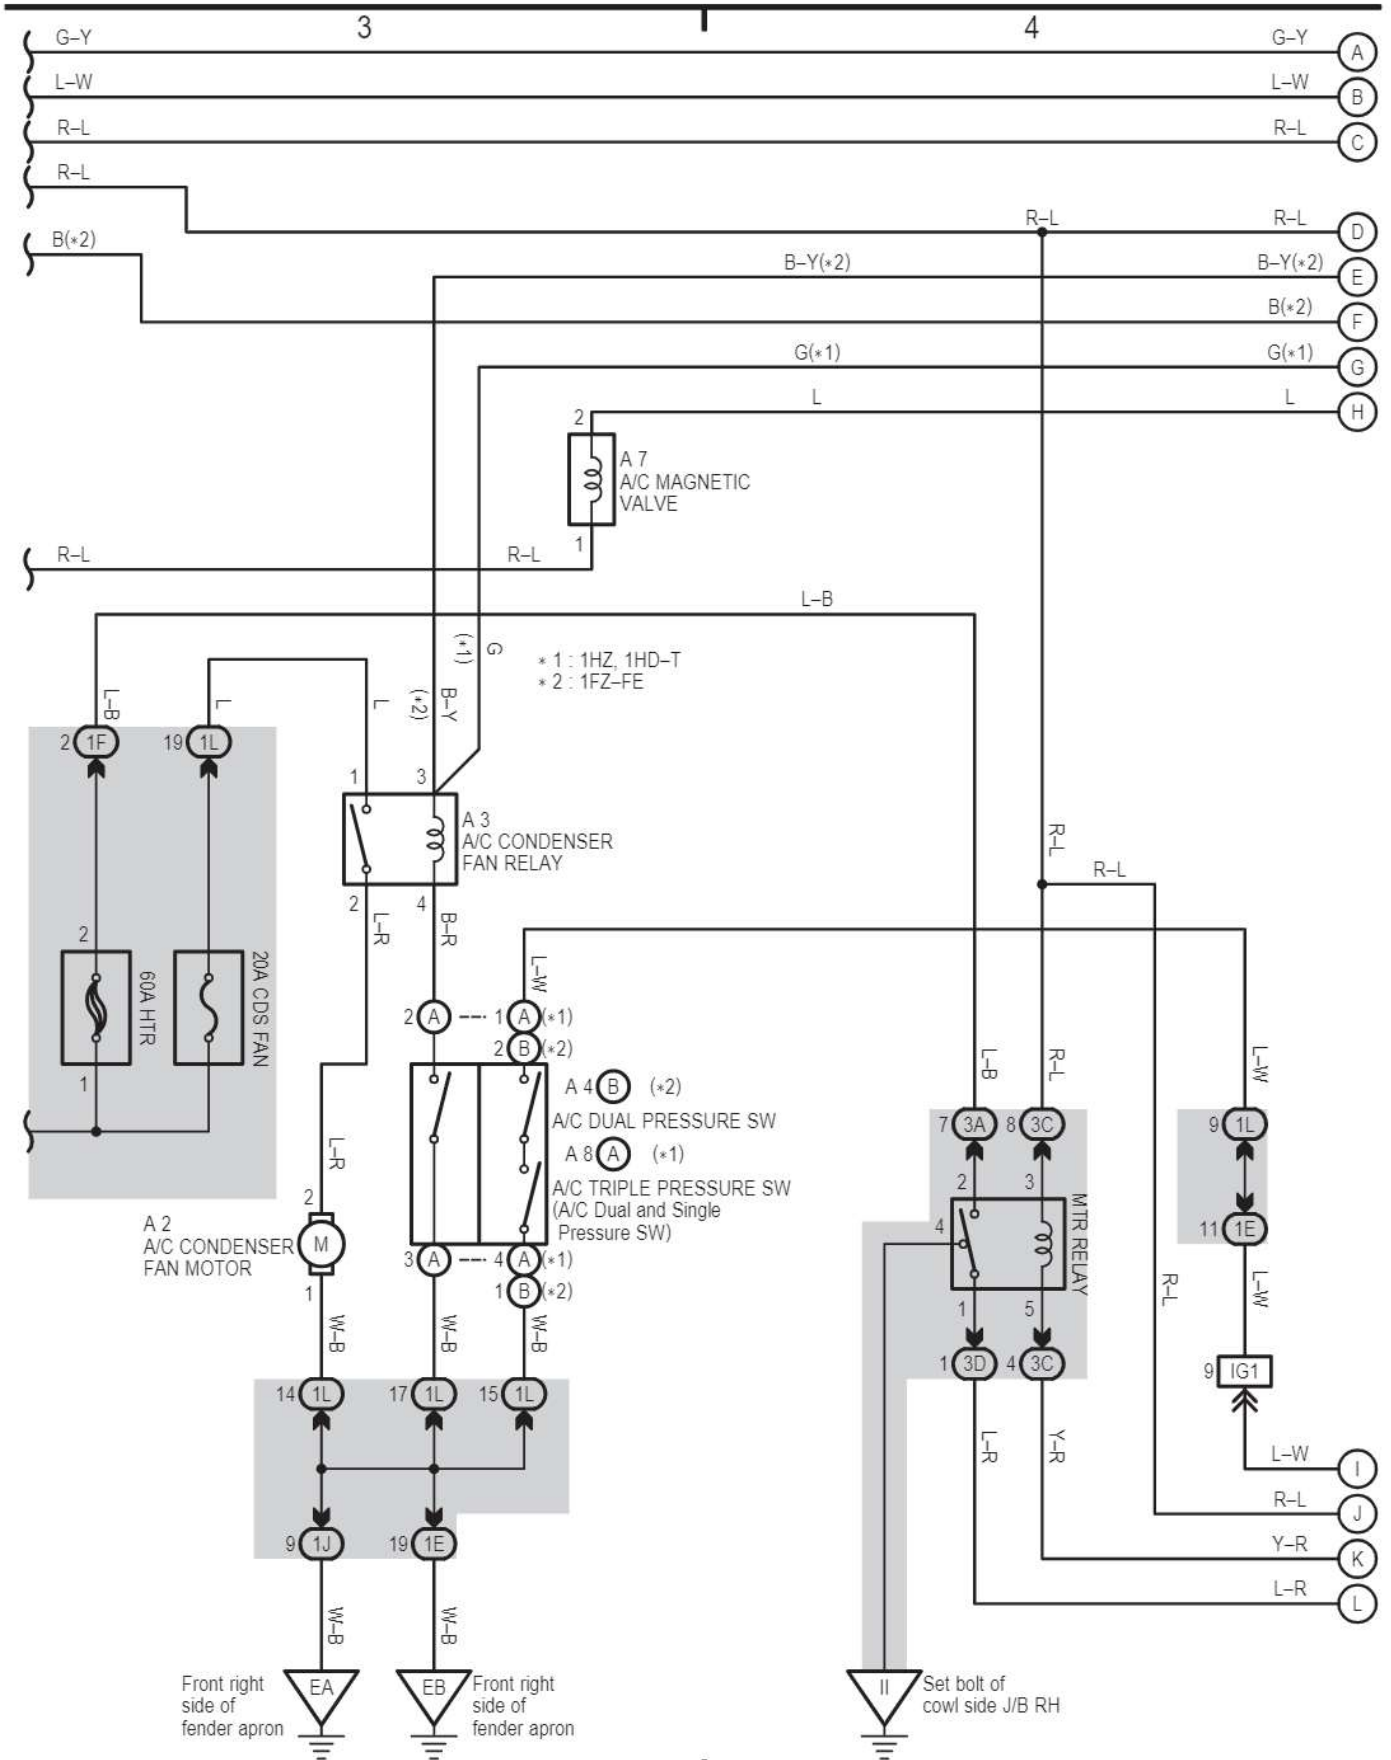 3 4
G–Y G–Y A
L–W L–W B
R–L R–L C
R–L
R–L R–L D
B(*2)
B–Y(*2) B–Y(*2) E
B(*2) F
G(*1) G(*1) G
L L H
2
A 7
A/C MAGNETIC
VALVE
1
R–L R–L
L–B
G
(*1)
* 1 : 1HZ, 1HD–T
* 2 : 1FZ–FE
L–B
L
L
B–Y
(*2)
2 1F 19 1L
1 3
A 3
A/C CONDENSER
FAN RELAY
R–L
R–L
2 4
L–R
B–R
2
60A HTR
20A CDS FAN
1
L–W
2 A 1 A (*1)
2 B (*2)
A 4 B (*2)
A/C DUAL PRESSURE SW
A 8 A (*1)
A/C TRIPLE PRESSURE SW
(A/C Dual and Single
Pressure SW)
L–B
R–L
L–W
7 3A 8 3C 9 1L
L–R
2
A 2
A/C CONDENSER
FAN MOTOR
M
1
2 3
4
MTR RELAY
11 1E
3 A 4 A (*1)
1 B (*2)
1 5
R–L
L–W
W–B
W–B
W–B
1 3D 4 3C 9 IG1
14 1L 17 1L 15 1L
L–R
Y–R
L–W I
R–L J
9 1J 19 1E
Y–R K
L–R L
W–B
W–B
Front right
side of
fender apron
EA
EB
Front right
side of
fender apron
II
Set bolt of
cowl side J/B RH